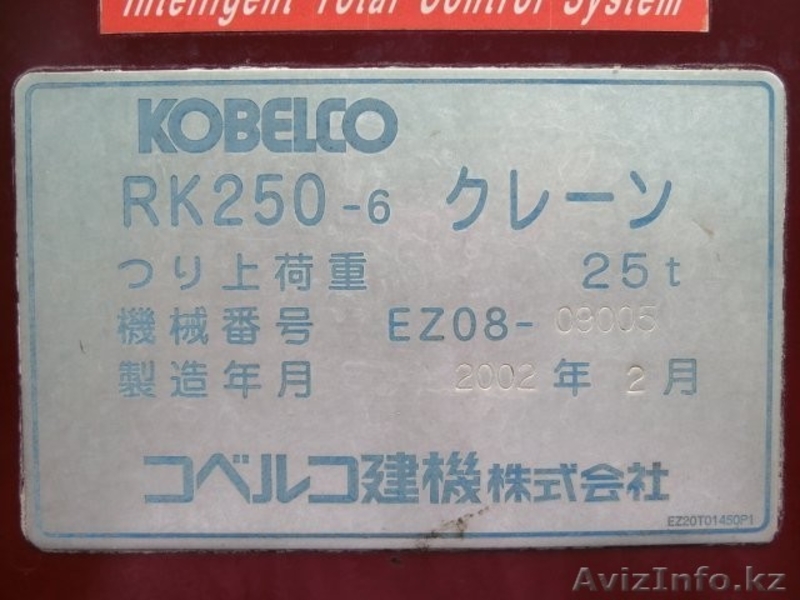 Intelligent Total Control System
KOBELCO
RK250-6 クレーン
つり上荷重 25t
機械番号 EZ08-09005
製造年月 2002年2月
コベルコ建機株式会社
EZ20T01450P1
AvizInfo.kz